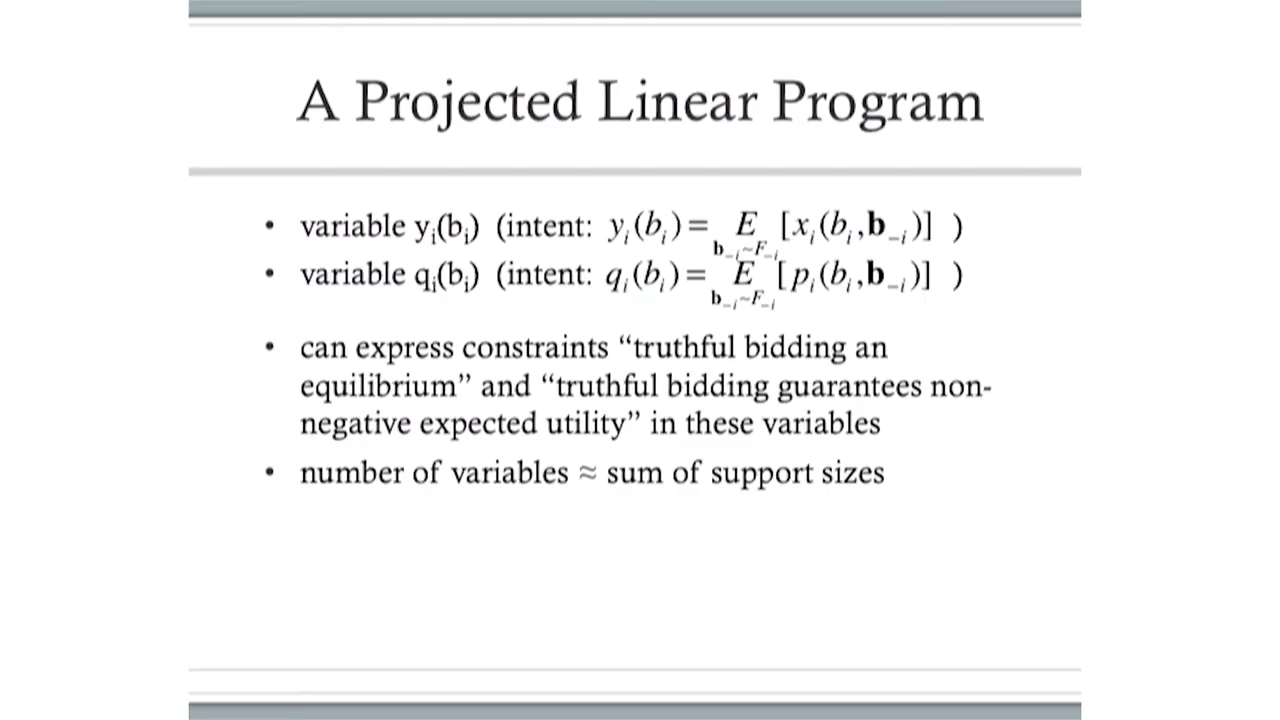 A Projected Linear Program
• variable yᵢ(bᵢ) (intent: yᵢ(bᵢ) = E [xᵢ(bᵢ,b₋ᵢ)] )
b₋ᵢ~F₋ᵢ
• variable qᵢ(bᵢ) (intent: qᵢ(bᵢ) = E [pᵢ(bᵢ,b₋ᵢ)] )
b₋ᵢ~F₋ᵢ
• can express constraints “truthful bidding an
equilibrium” and “truthful bidding guarantees non-
negative expected utility” in these variables
• number of variables ≈ sum of support sizes